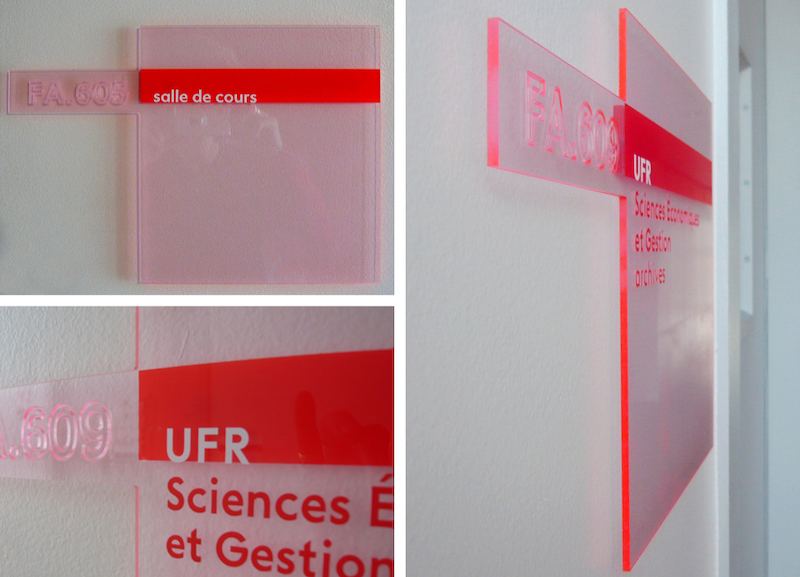 FA.605
salle de cours
A.609
UFR
Sciences É
et Gestion
FA.609
UFR
Sciences Économiques
et Gestion
archives